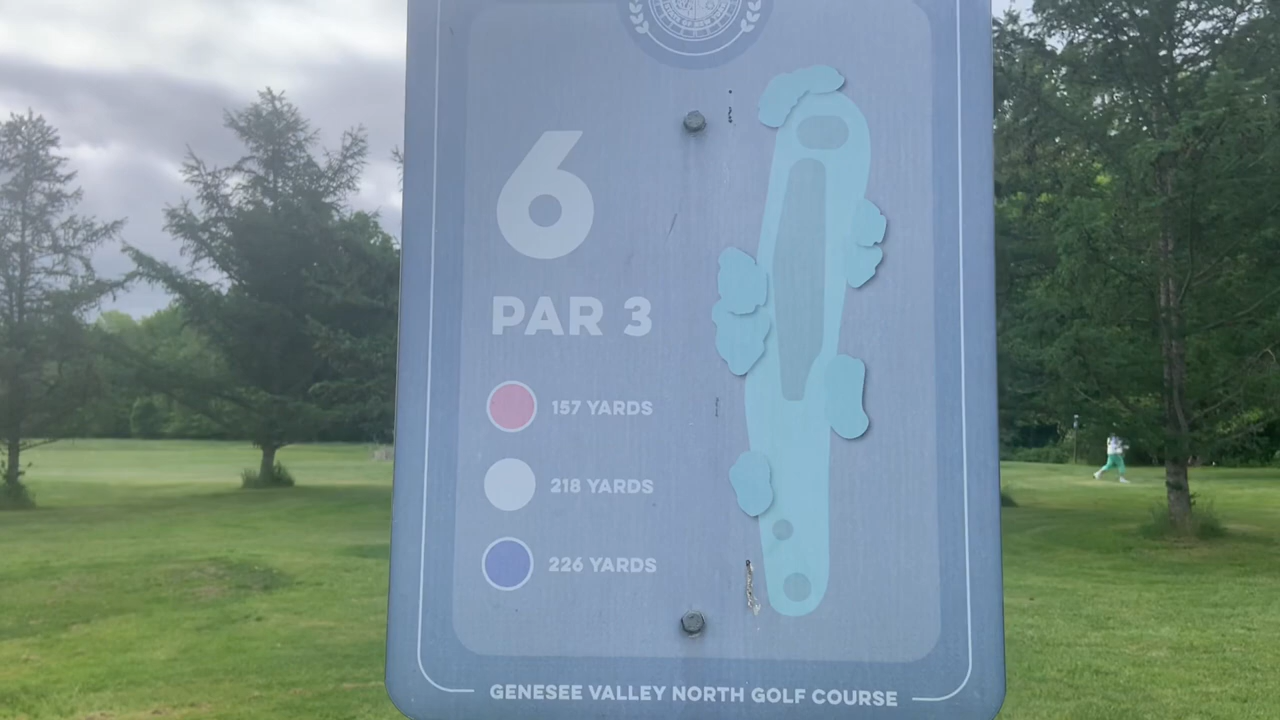 6
PAR 3
157 YARDS
218 YARDS
226 YARDS
GENESEE VALLEY NORTH GOLF COURSE